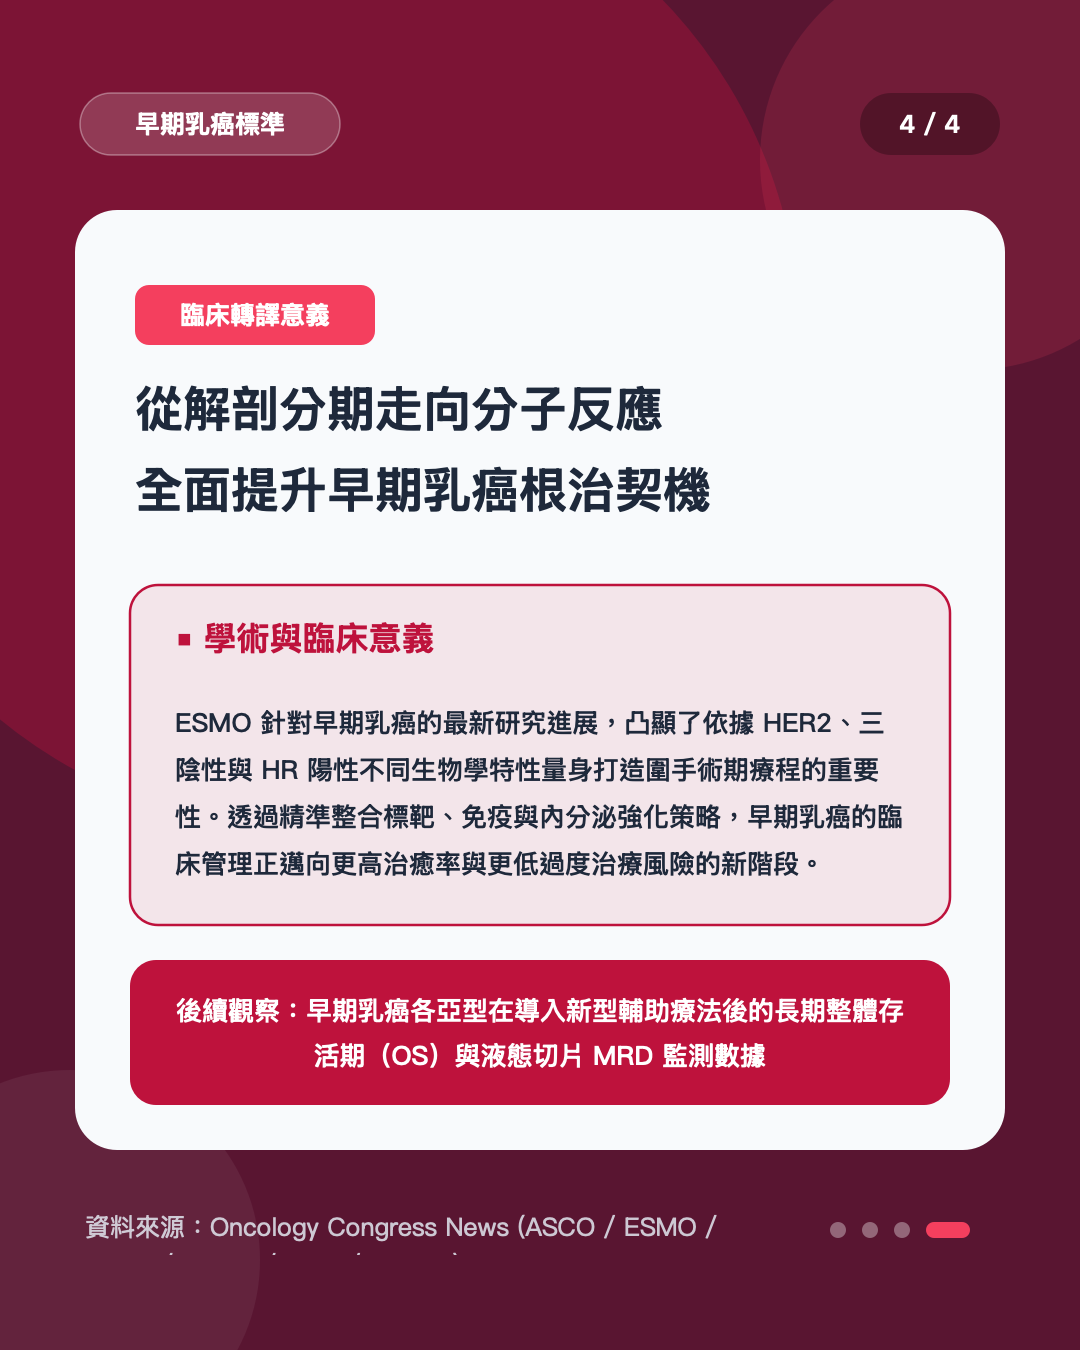 早期乳癌標準
4 / 4
臨床轉譯意義
從解剖分期走向分子反應
全面提升早期乳癌根治契機
▪ 學術與臨床意義
ESMO 針對早期乳癌的最新研究進展，凸顯了依據 HER2、三
陰性與 HR 陽性不同生物學特性量身打造圍手術期療程的重要
性。透過精準整合標靶、免疫與內分泌強化策略，早期乳癌的臨
床管理正邁向更高治癒率與更低過度治療風險的新階段。
後續觀察：早期乳癌各亞型在導入新型輔助療法後的長期整體存
活期（OS）與液態切片 MRD 監測數據
資料來源：Oncology Congress News (ASCO / ESMO /